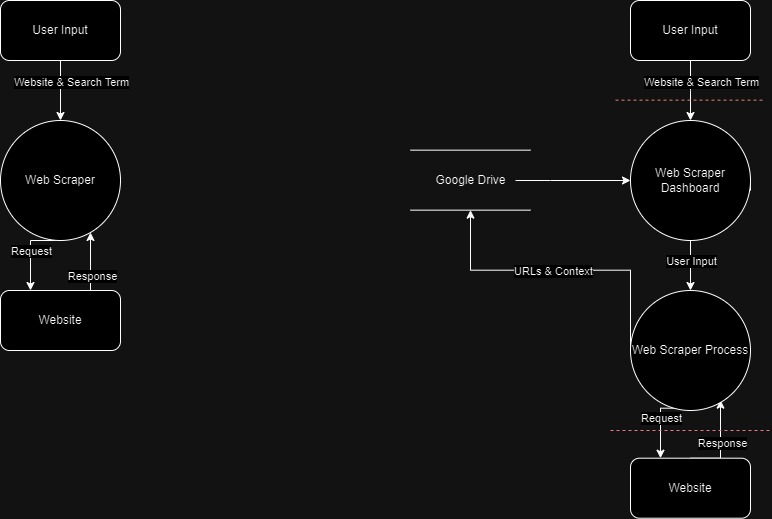 User Input
Website & Search Term
Web Scraper
Request
Response
Website
User Input
Website & Search Term
Web Scraper
Dashboard
Google Drive
User Input
URLs & Context
Web Scraper Process
Request
Response
Website